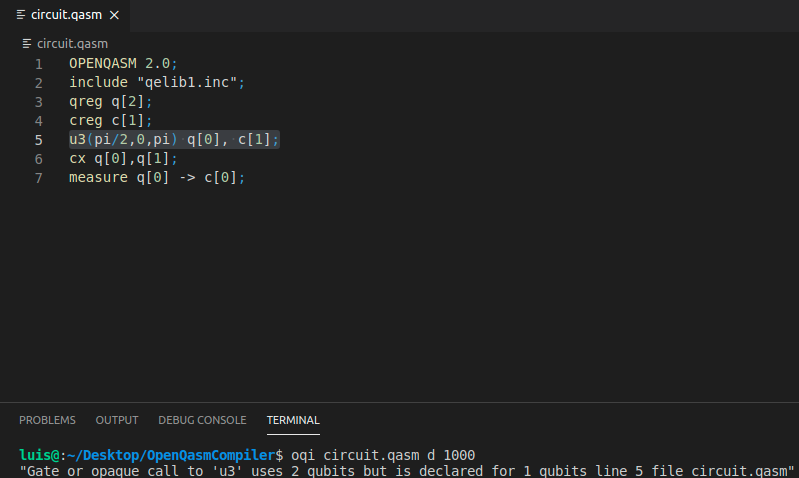 circuit.qasm
circuit.qasm
1 OPENQASM 2.0;
2 include "qelib1.inc";
3 qreg q[2];
4 creg c[1];
5 u3(pi/2,0,pi) q[0], c[1];
6 cx q[0],q[1];
7 measure q[0] -> c[0];
PROBLEMS OUTPUT DEBUG CONSOLE TERMINAL
luis@:~/Desktop/OpenQasmCompiler$ oqi circuit.qasm d 1000
"Gate or opaque call to 'u3' uses 2 qubits but is declared for 1 qubits line 5 file circuit.qasm"